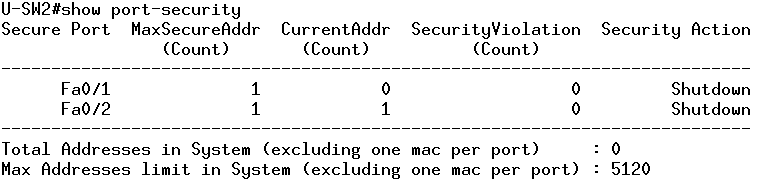 U-SW2#show port-security
Secure Port  MaxSecureAddr  CurrentAddr  SecurityViolation  Security Action
                (Count)       (Count)          (Count)
---------------------------------------------------------------------------
      Fa0/1              1            0                  0         Shutdown
      Fa0/2              1            1                  0         Shutdown
---------------------------------------------------------------------------
Total Addresses in System (excluding one mac per port)     : 0
Max Addresses limit in System (excluding one mac per port) : 5120